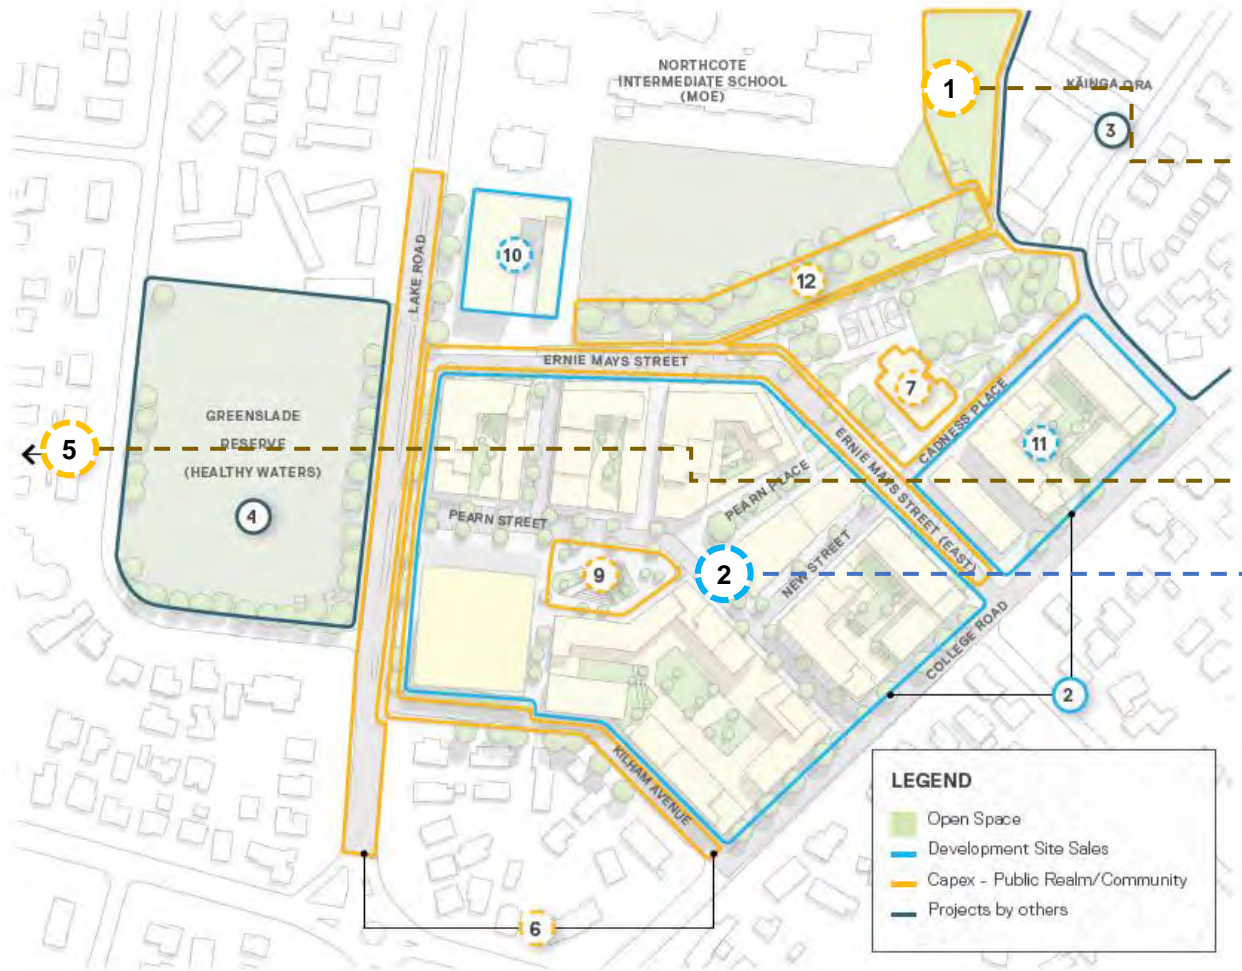 NORTHCOTE
INTERMEDIATE SCHOOL
(MOE)
1
KĀINGA ORA
3
10
LAKE ROAD
12
ERNIE MAYS STREET
7
CADNESS PLACE
11
GREENSLADE
RESERVE
(HEALTHY WATERS)
4
5
ERNIE MAYS STREET (EAST)
PEARN PLACE
PEARN STREET
9
2
NEW STREET
COLLEGE ROAD
2
KILHAM AVENUE
6
LEGEND
Open Space
Development Site Sales
Capex - Public Realm/Community
Projects by others